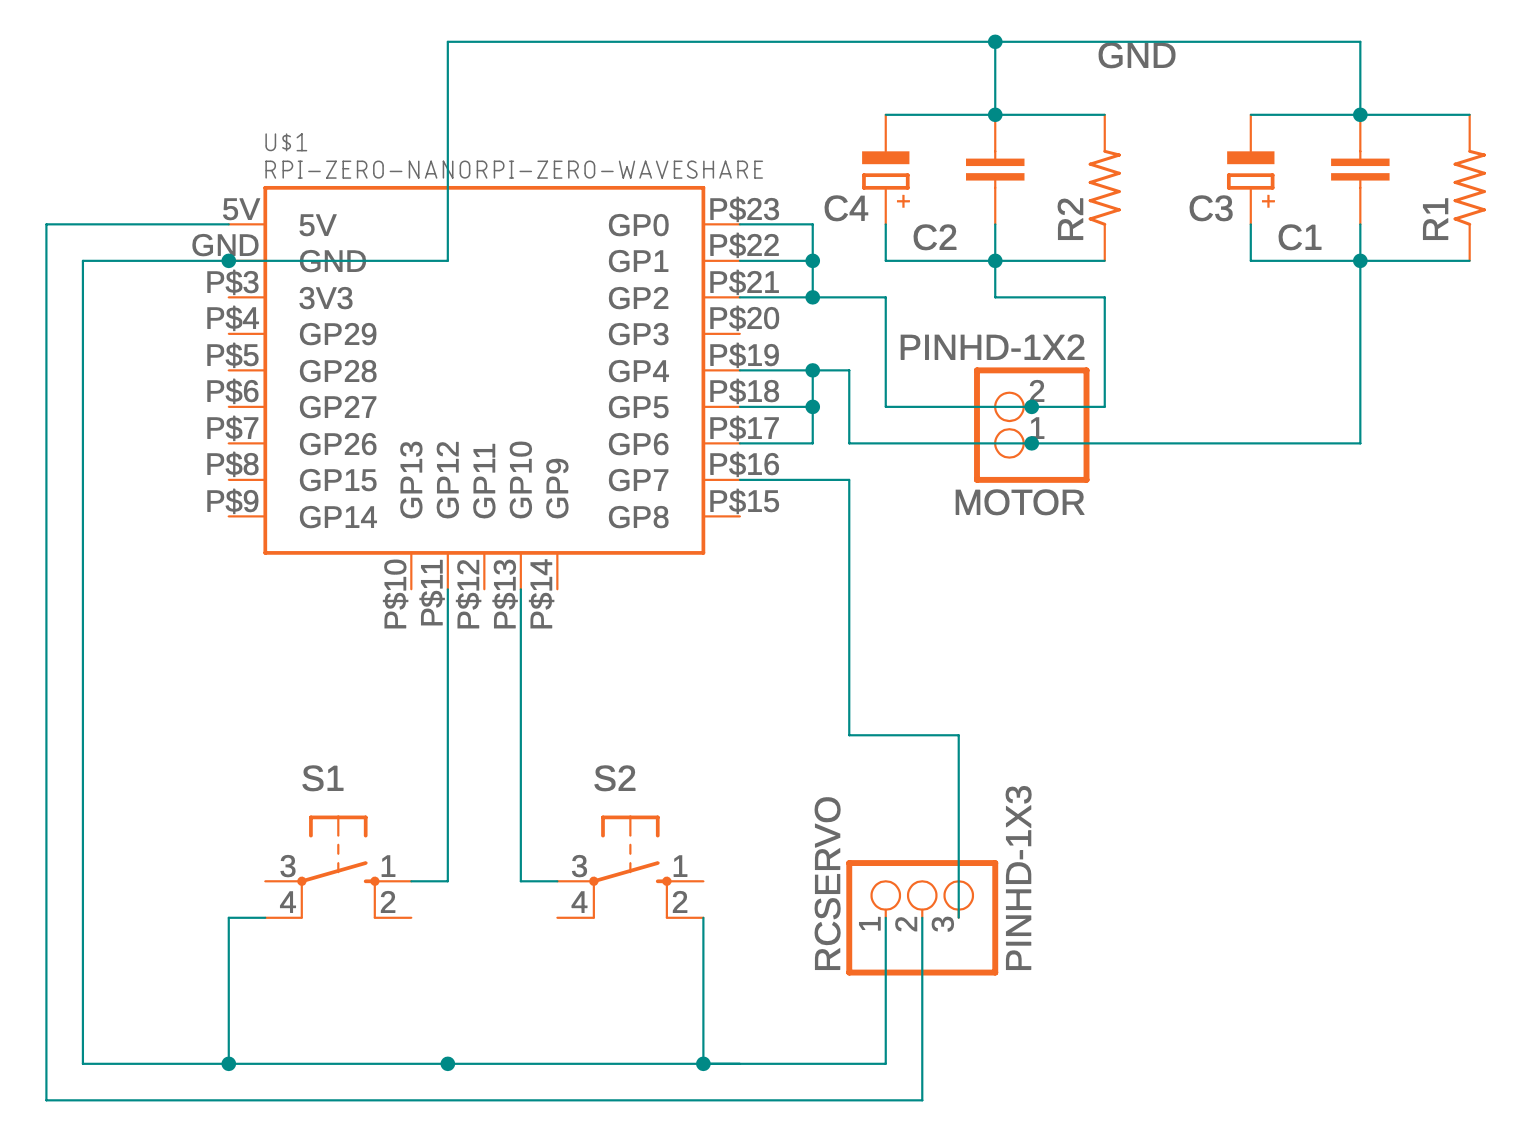 GND
U$1
RPI-ZERO-NANORPI-ZERO-WAVESHARE
5V
GND
P$3
P$4
P$5
P$6
P$7
P$8
P$9
5V
GND
3V3
GP29
GP28
GP27
GP26
GP15
GP14
GP13
GP12
GP11
GP10
GP9
GP0
GP1
GP2
GP3
GP4
GP5
GP6
GP7
GP8
P$23
P$22
P$21
P$20
P$19
P$18
P$17
P$16
P$15
P$10
P$11
P$12
P$13
P$14
C4
+
C2
R2
C3
+
C1
R1
PINHD-1X2
2
1
MOTOR
S1
3
1
4
2
S2
3
1
4
2
RCSERVO
1
2
3
PINHD-1X3